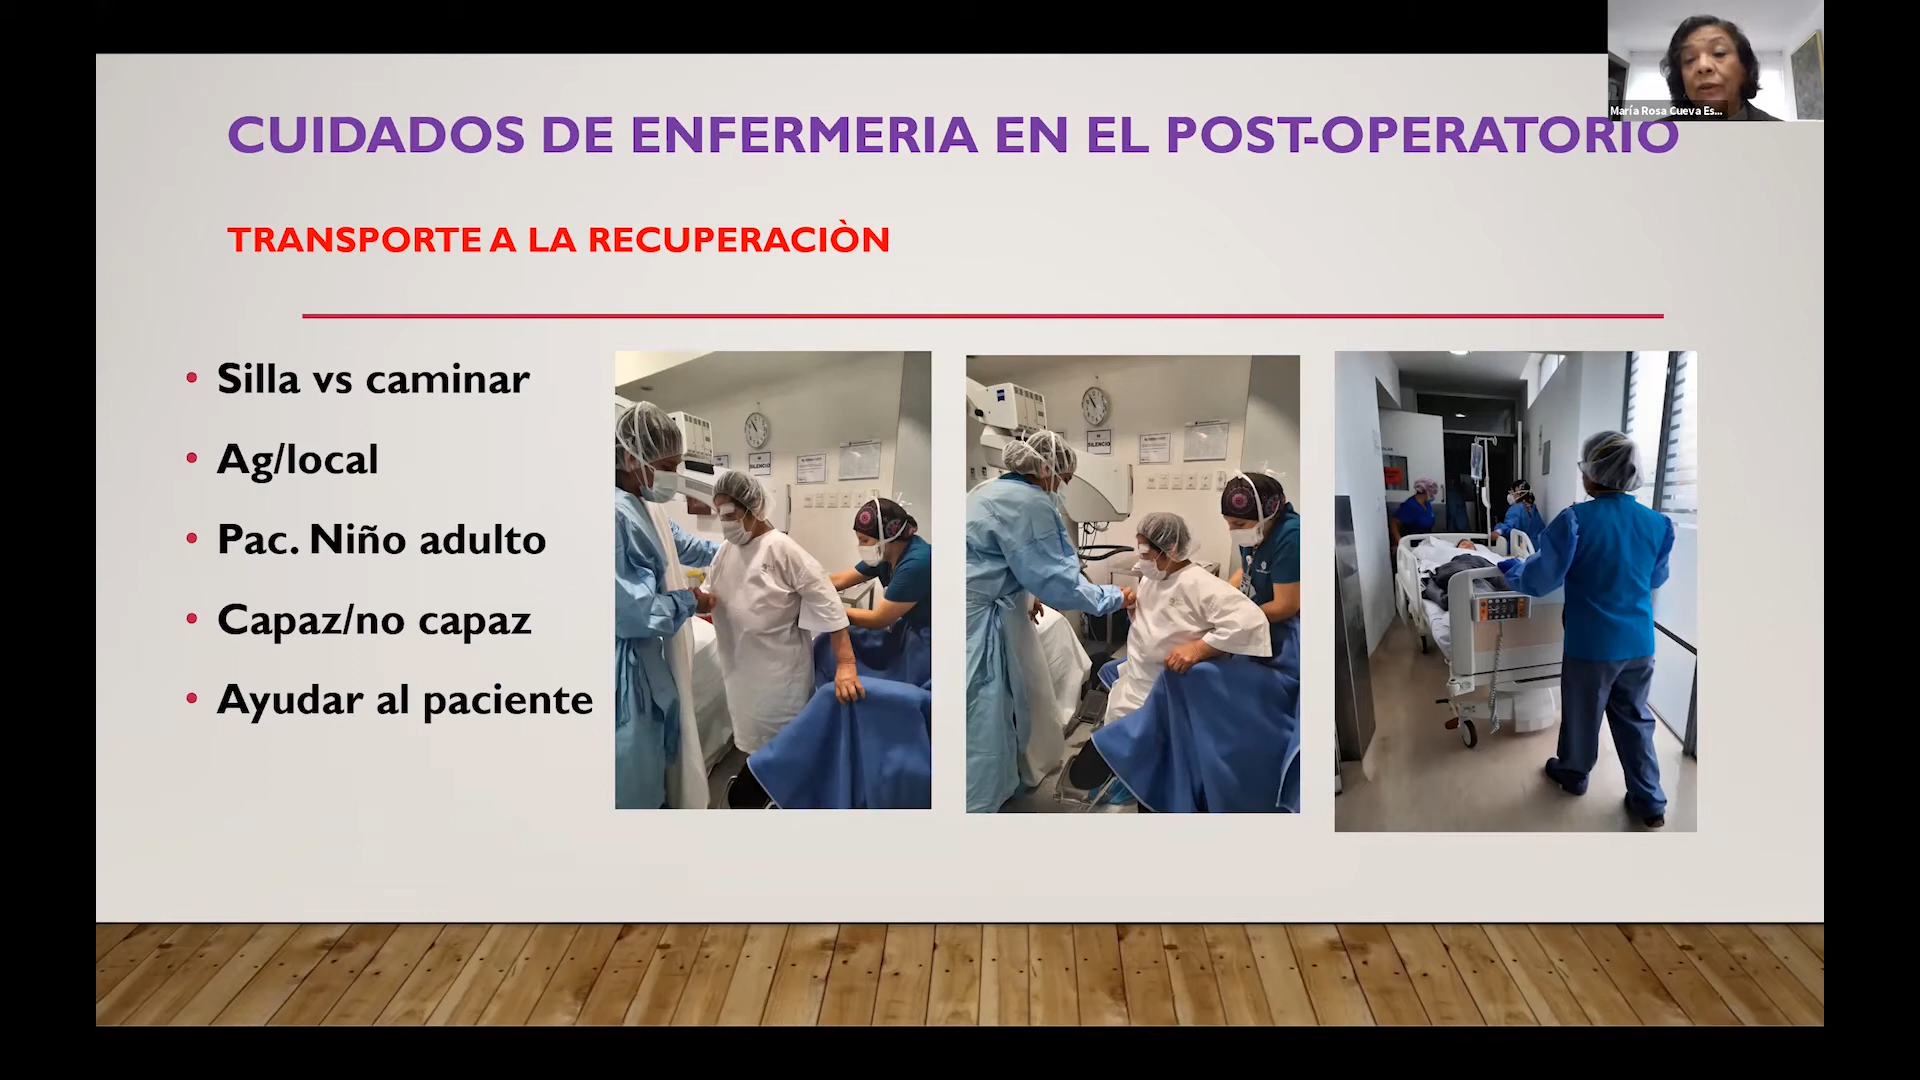 María Rosa Cueva Es...
CUIDADOS DE ENFERMERIA EN EL POST-OPERATORIO
TRANSPORTE A LA RECUPERACIÒN
• Silla vs caminar
• Ag/local
• Pac. Niño adulto
• Capaz/no capaz
• Ayudar al paciente
SILENCIO
SILENCIO